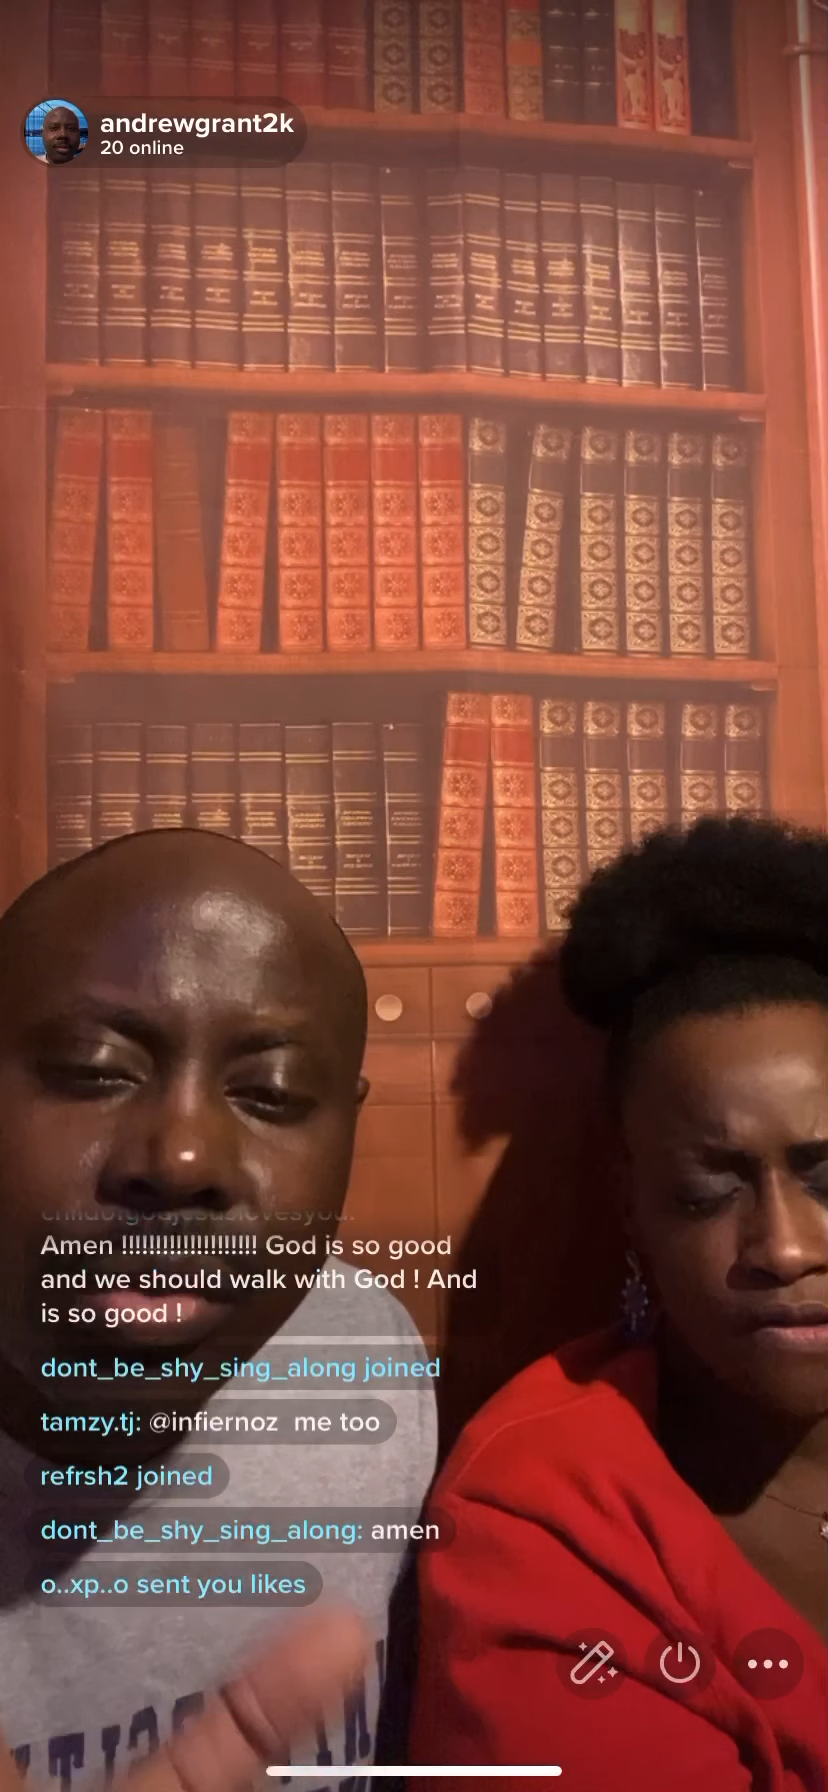 andrewgrant2k
20 online
childofgodjesuslovesyou:
Amen !!!!!!!!!!!!!!!!!!!! God is so good
and we should walk with God ! And
is so good !
dont_be_shy_sing_along joined
tamzy.tj: @infiernoz me too
refrsh2 joined
dont_be_shy_sing_along: amen
o..xp..o sent you likes